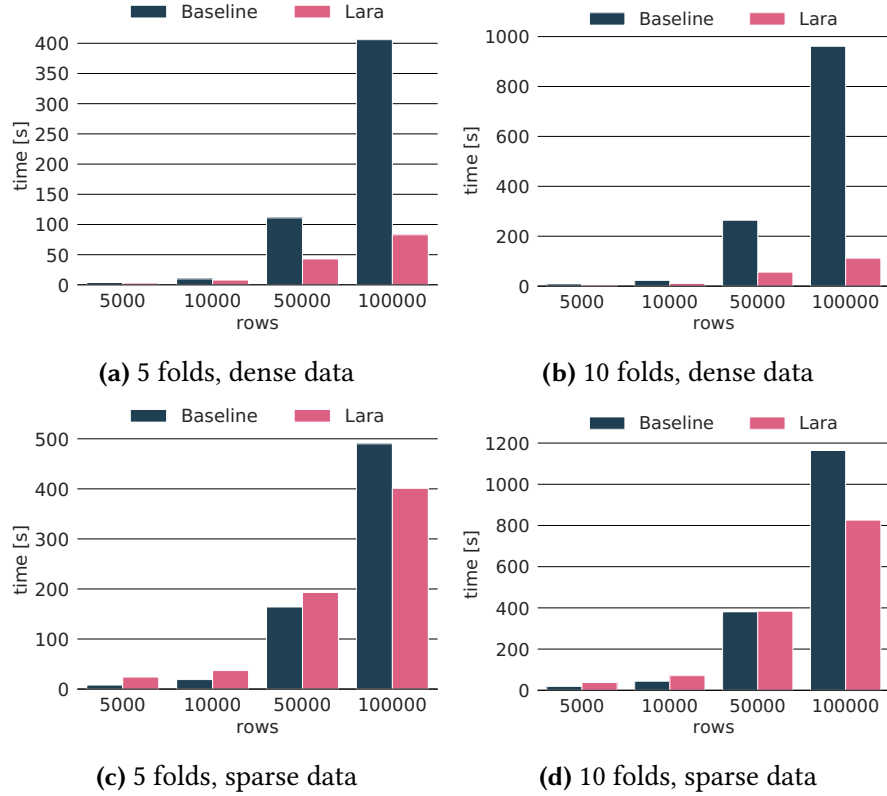 Baseline Lara
400
350
300
250
200
150
100
50
0
time [s]
5000 10000 50000 100000
rows
(a) 5 folds, dense data
Baseline Lara
1000
800
600
400
200
0
time [s]
5000 10000 50000 100000
rows
(b) 10 folds, dense data
Baseline Lara
500
400
300
200
100
0
time [s]
5000 10000 50000 100000
rows
(c) 5 folds, sparse data
Baseline Lara
1200
1000
800
600
400
200
0
time [s]
5000 10000 50000 100000
rows
(d) 10 folds, sparse data